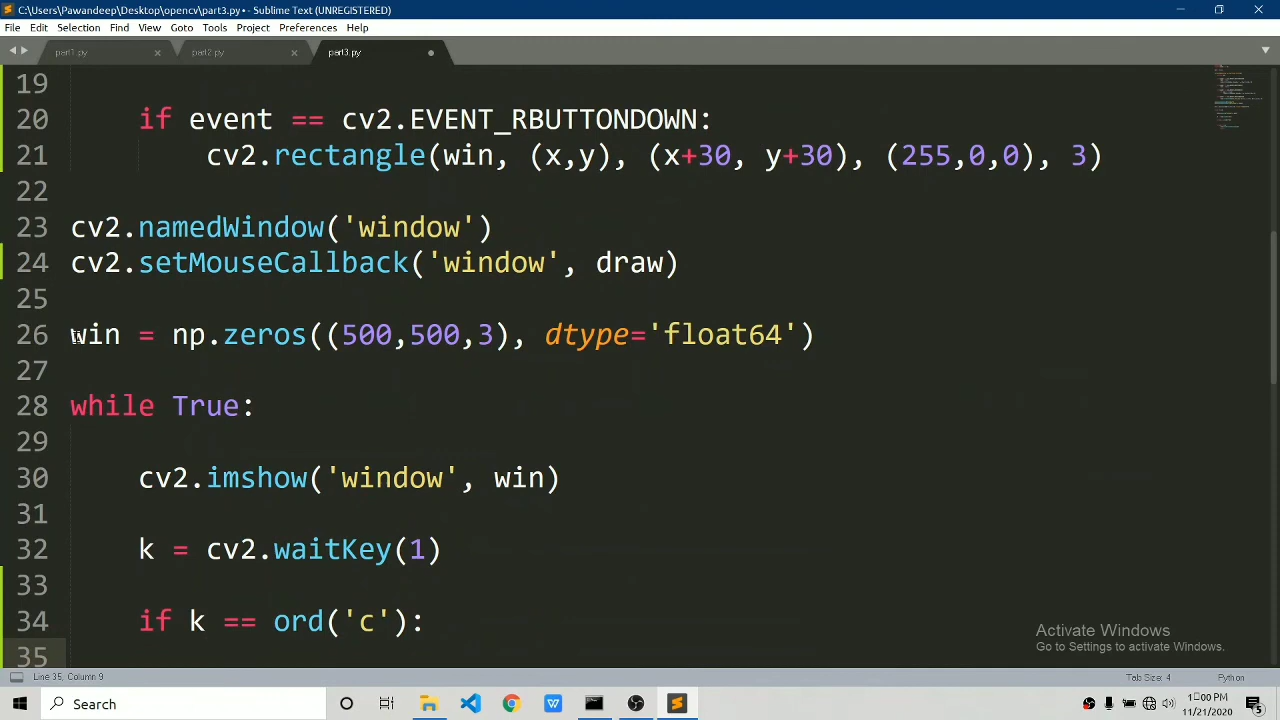 C:\Users\Pawandeep\Desktop\opencv\part3.py • - Sublime Text (UNREGISTERED)
File Edit Selection Find View Goto Tools Project Preferences Help
part1.py part2.py part3.py
19
20 if event == cv2.EVENT_RBUTTONDOWN:
21 cv2.rectangle(win, (x,y), (x+30, y+30), (255,0,0), 3)
22
23 cv2.namedWindow('window')
24 cv2.setMouseCallback('window', draw)
25
26 win = np.zeros((500,500,3), dtype='float64')
27
28 while True:
29
30 cv2.imshow('window', win)
31
32 k = cv2.waitKey(1)
33
34 if k == ord('c'):
35
Activate Windows
Go to Settings to activate Windows.
Line 35, Column 9 Tab Size: 4 Python
Search
11/21/2020
5